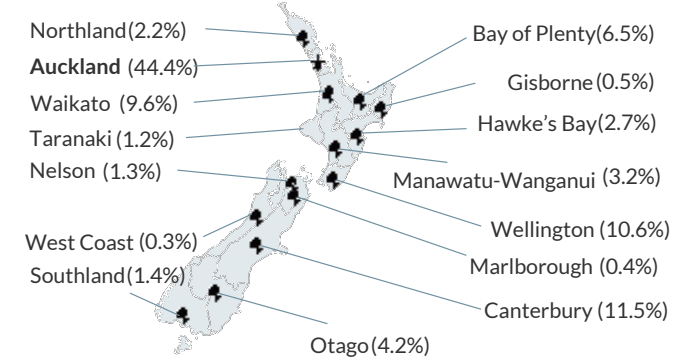 Northland (2.2%)
Auckland (44.4%)
Waikato (9.6%)
Taranaki (1.2%)
Nelson (1.3%)
West Coast (0.3%)
Southland (1.4%)
Bay of Plenty (6.5%)
Gisborne (0.5%)
Hawke's Bay (2.7%)
Manawatu-Wanganui (3.2%)
Wellington (10.6%)
Marlborough (0.4%)
Canterbury (11.5%)
Otago (4.2%)